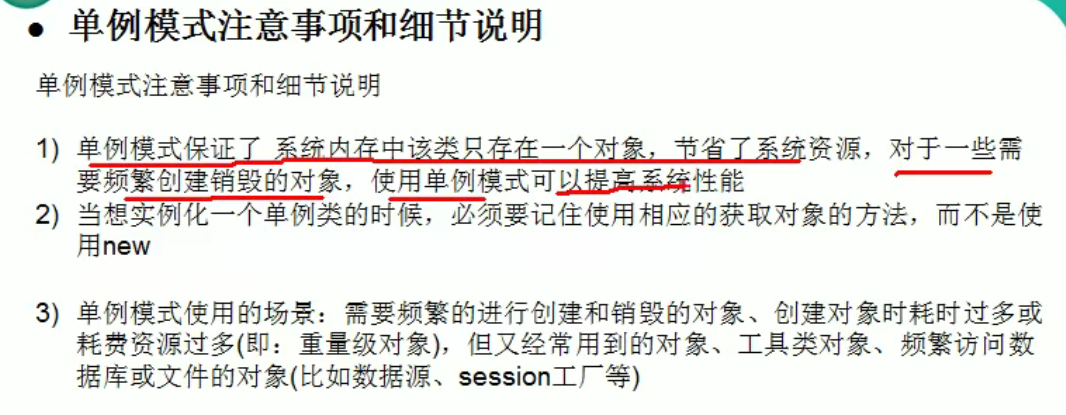 ● 单例模式注意事项和细节说明
单例模式注意事项和细节说明
1) 单例模式保证了 系统内存中该类只存在一个对象，节省了系统资源，对于一些需
要频繁创建销毁的对象，使用单例模式可以提高系统性能
2) 当想实例化一个单例类的时候，必须要记住使用相应的获取对象的方法，而不是使
用new
3) 单例模式使用的场景：需要频繁的进行创建和销毁的对象、创建对象时耗时过多或
耗费资源过多(即：重量级对象)，但又经常用到的对象、工具类对象、频繁访问数
据库或文件的对象(比如数据源、session工厂等)